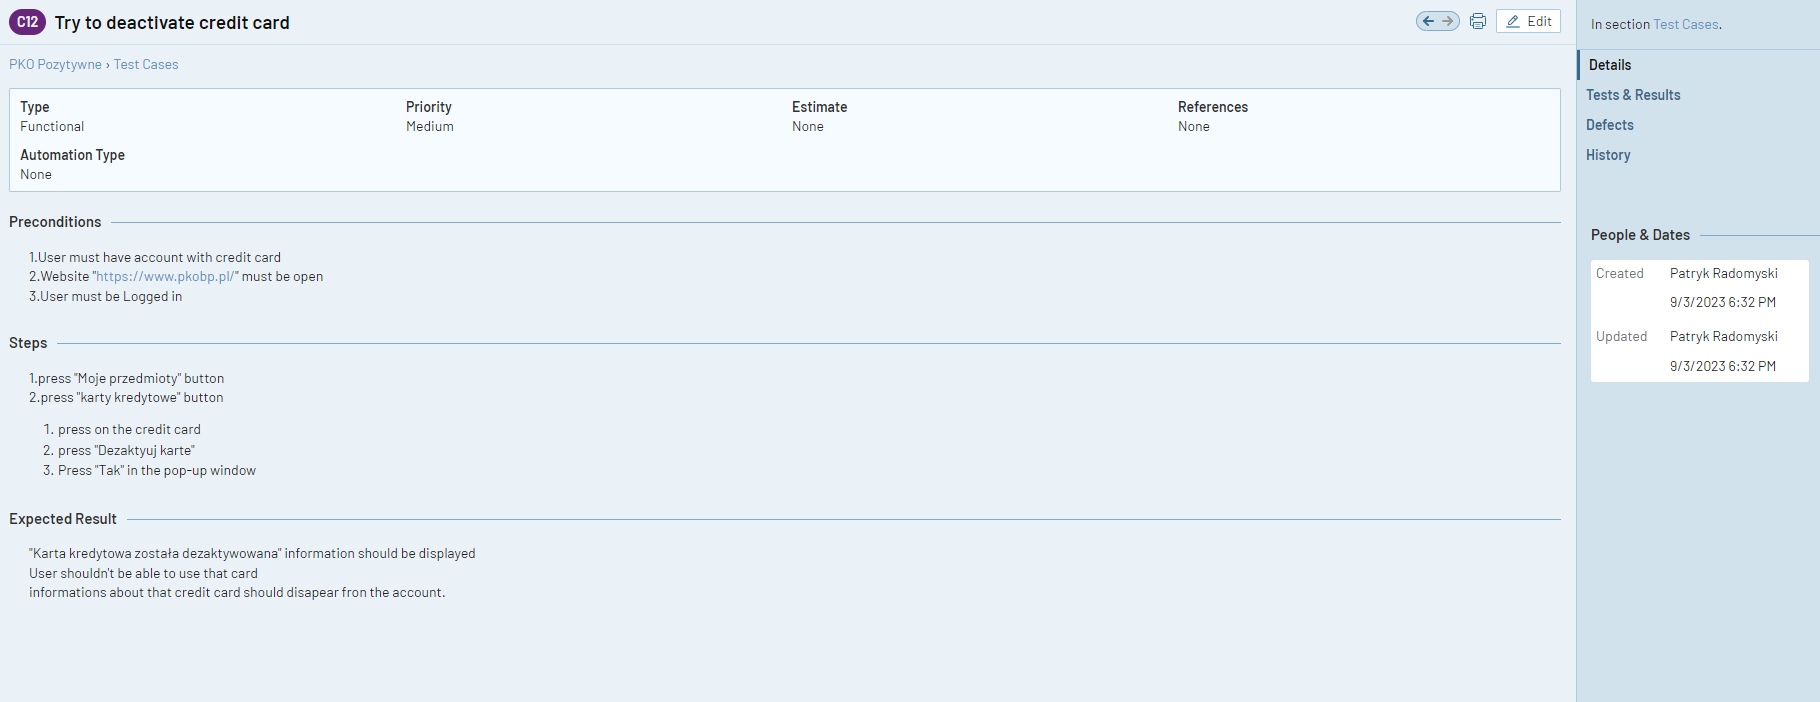 C12 Try to deactivate credit card
Edit
PKO Pozytywne › Test Cases
Type
Functional
Priority
Medium
Estimate
None
References
None
Automation Type
None
Preconditions
1.User must have account with credit card
2.Website "https://www.pkobp.pl/" must be open
3.User must be Logged in
Steps
1.press "Moje przedmioty" button
2.press "karty kredytowe" button
1. press on the credit card
2. press "Dezaktyuj karte"
3. Press "Tak" in the pop-up window
Expected Result
"Karta kredytowa została dezaktywowana" information should be displayed
User shouldn't be able to use that card
informations about that credit card should disapear fron the account.
In section Test Cases.
Details
Tests & Results
Defects
History
People & Dates
Created Patryk Radomyski
9/3/2023 6:32 PM
Updated Patryk Radomyski
9/3/2023 6:32 PM